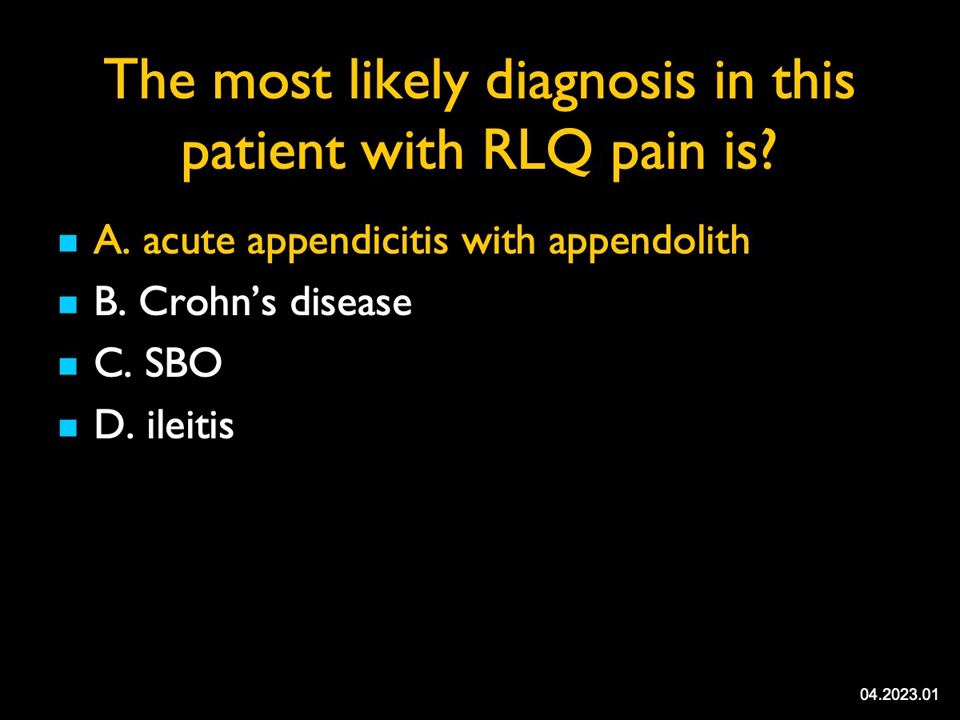 The most likely diagnosis in this
patient with RLQ pain is?
A. acute appendicitis with appendolith
B. Crohn’s disease
C. SBO
D. ileitis
04.2023.01